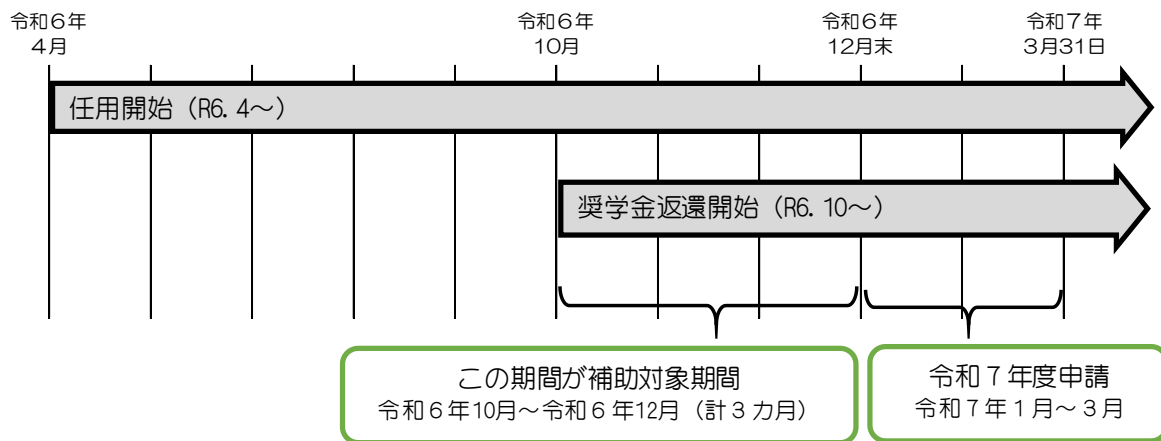 令和６年
４月
令和６年
10月
令和６年
12月末
令和７年
３月31日
任用開始（R6. 4～）
奨学金返還開始（R6. 10～）
この期間が補助対象期間
令和６年10月～令和６年12月（計３カ月）
令和７年度申請
令和７年１月～３月